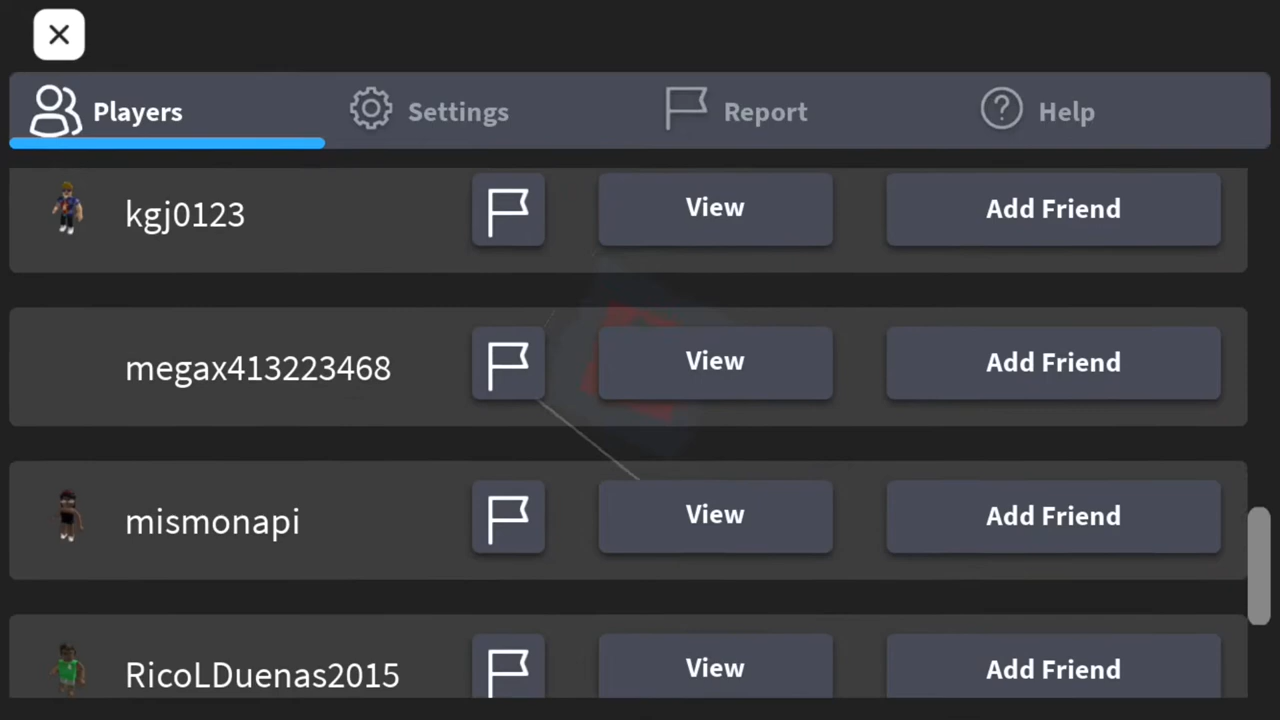 Players Settings Report Help
kgj0123 View Add Friend
megax413223468 View Add Friend
mismonapi View Add Friend
RicoLDuenas2015 View Add Friend